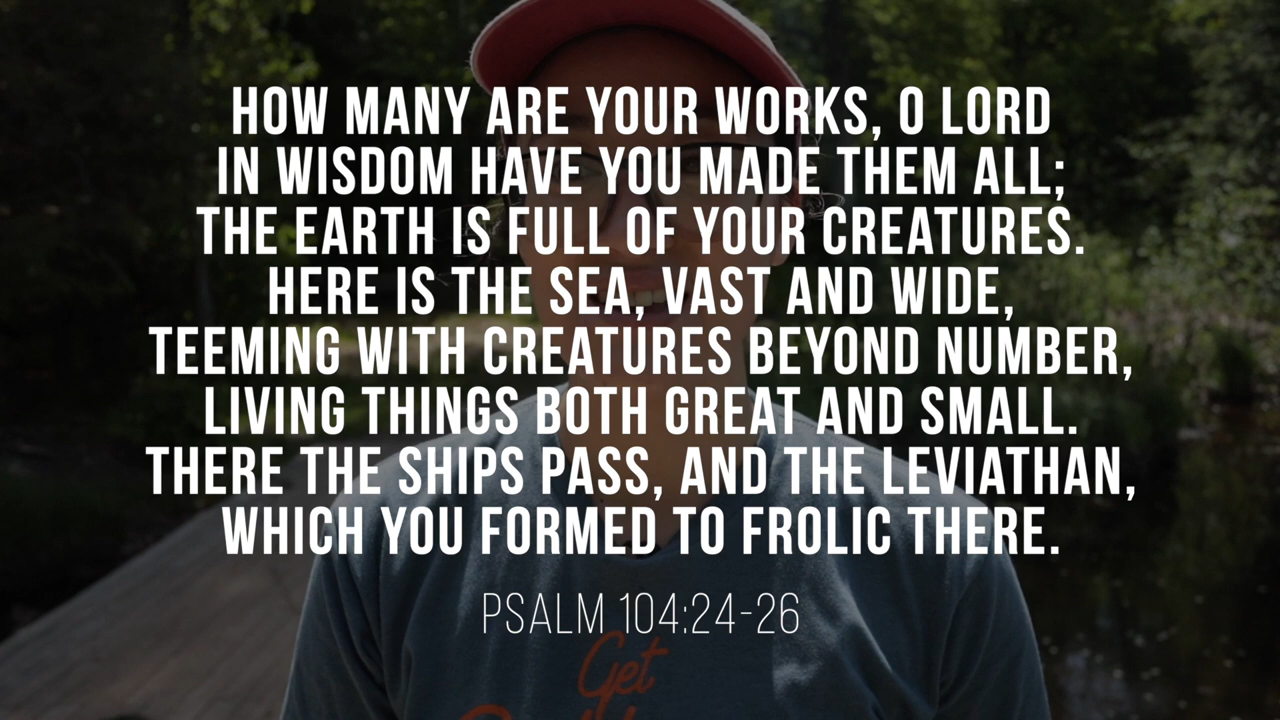 HOW MANY ARE YOUR WORKS, O LORD
IN WISDOM HAVE YOU MADE THEM ALL;
THE EARTH IS FULL OF YOUR CREATURES.
HERE IS THE SEA, VAST AND WIDE,
TEEMING WITH CREATURES BEYOND NUMBER,
LIVING THINGS BOTH GREAT AND SMALL.
THERE THE SHIPS PASS, AND THE LEVIATHAN,
WHICH YOU FORMED TO FROLIC THERE.
PSALM 104:24-26
Get